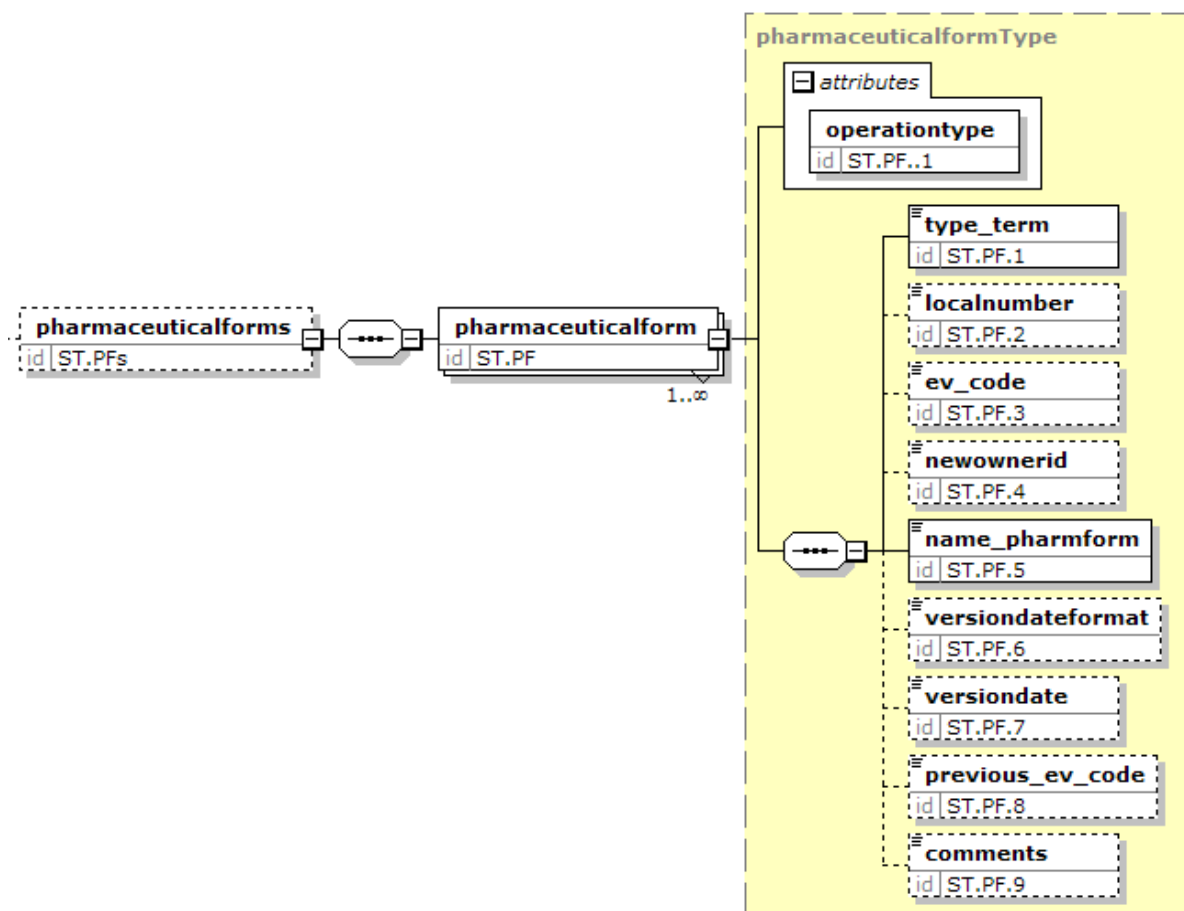 pharmaceuticalformType
attributes
operationtype
id ST.PF..1
type_term
id ST.PF.1
localnumber
id ST.PF.2
pharmaceuticalforms
id ST.PFs
pharmaceuticalform
id ST.PF
1..∞
ev_code
id ST.PF.3
newownerid
id ST.PF.4
name_pharmform
id ST.PF.5
versiondateformat
id ST.PF.6
versiondate
id ST.PF.7
previous_ev_code
id ST.PF.8
comments
id ST.PF.9